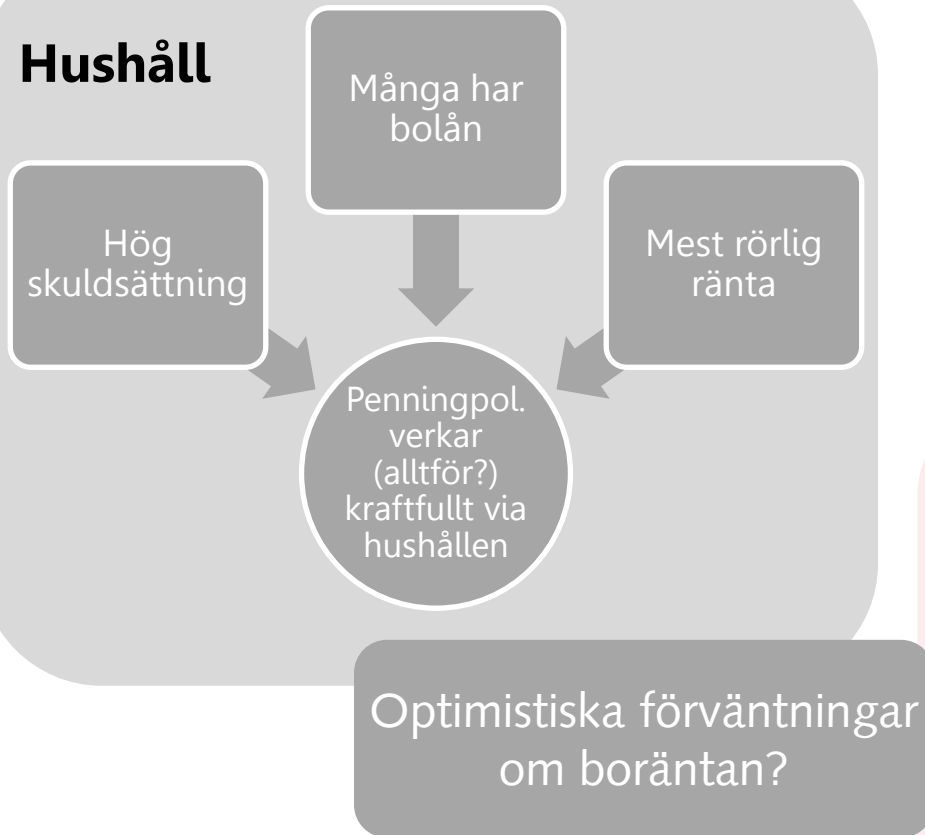 Hushåll
Många har
bolån
Hög
skuldsättning
Mest rörlig
ränta
Penningpol.
verkar
(alltför?)
kraftfullt via
hushållen
Optimistiska förväntningar
om boräntan?